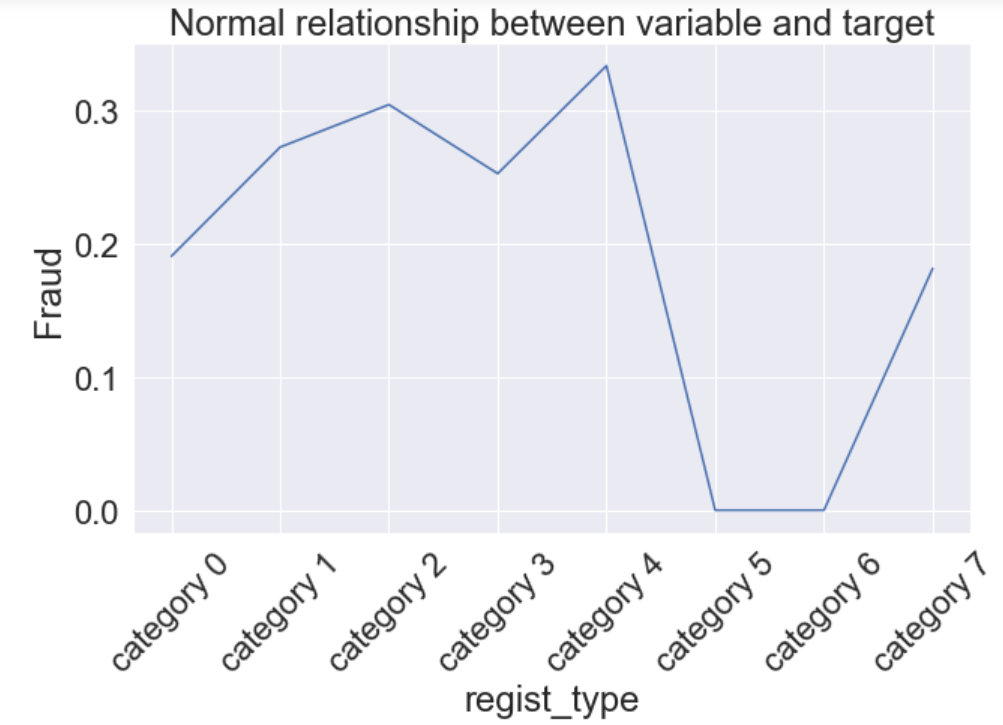 Normal relationship between variable and target
0.3
0.2
0.1
0.0
Fraud
category 0
category 1
category 2
category 3
category 4
category 5
category 6
category 7
regist_type